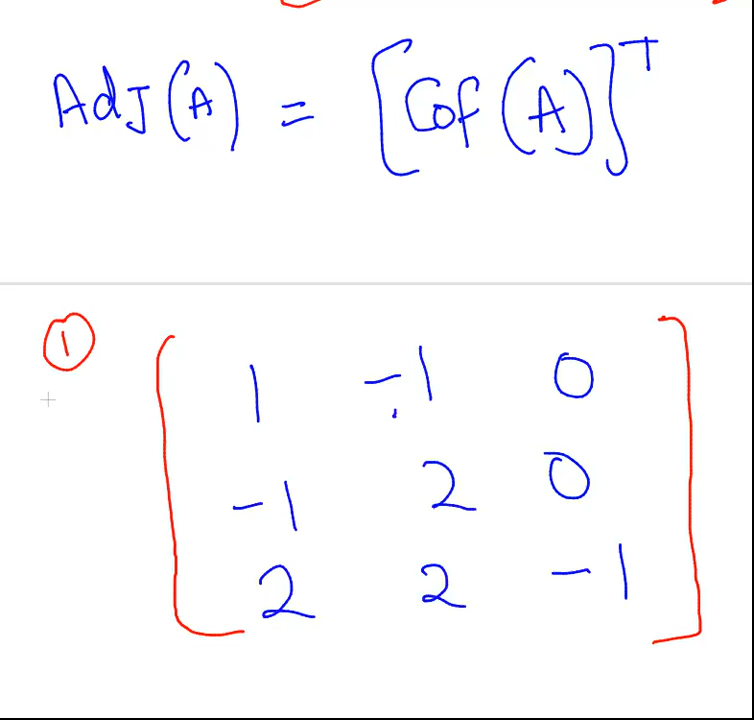 AdJ(A) = [Cof(A)]^T
①
1 -1 0
-1 2 0
2 2 -1